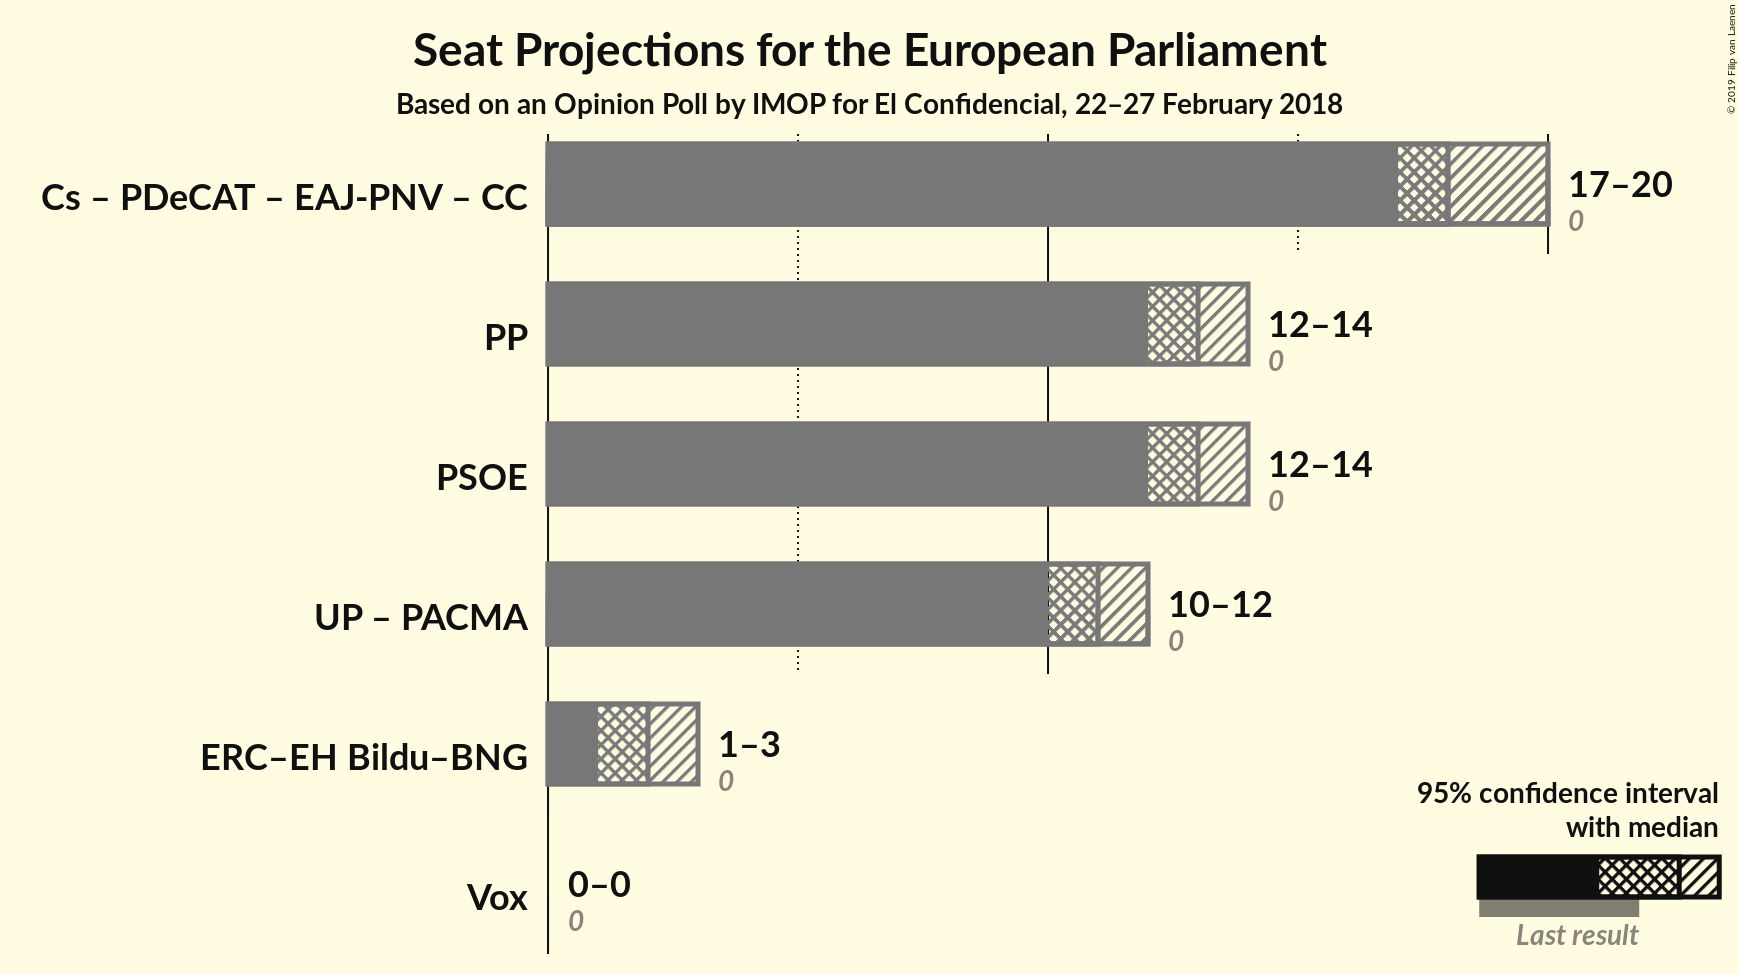 Seat Projections for the European Parliament
Based on an Opinion Poll by IMOP for El Confidencial, 22–27 February 2018
© 2019 Filip van Laenen
Cs – PDeCAT – EAJ-PNV – CC
17–20
0
PP
12–14
0
PSOE
12–14
0
UP – PACMA
10–12
0
ERC–EH Bildu–BNG
1–3
0
Vox
0–0
0
95% confidence interval
with median
Last result